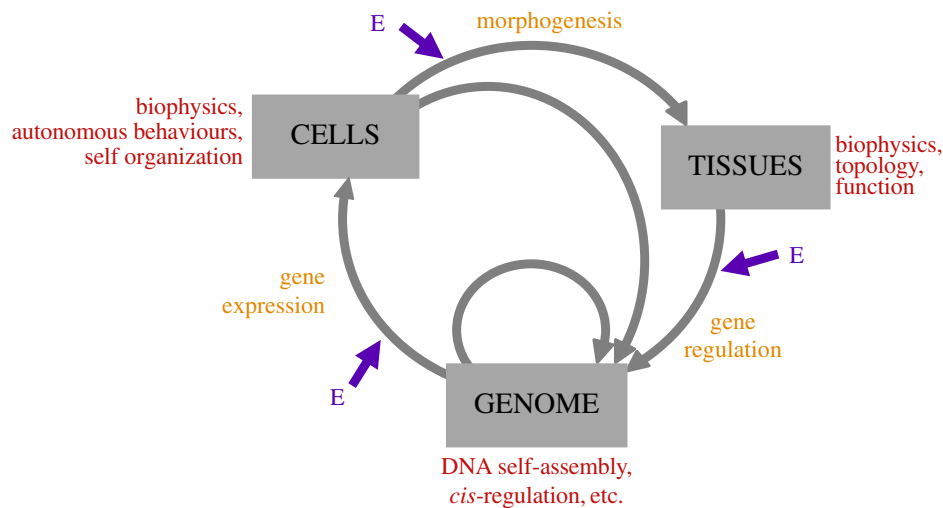 E
morphogenesis
biophysics,
autonomous behaviours,
self organization
CELLS
TISSUES
biophysics,
topology,
function
E
gene
expression
gene
regulation
E
GENOME
DNA self-assembly,
cis-regulation, etc.